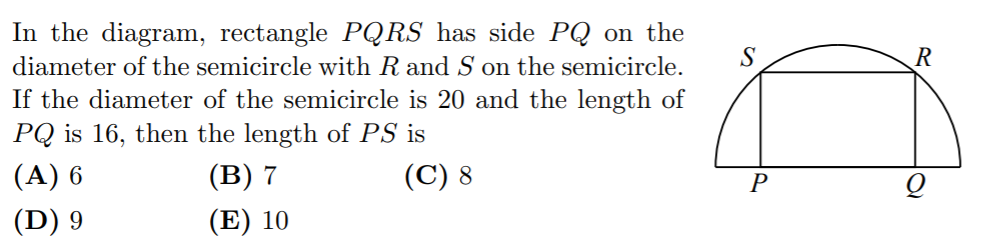 In the diagram, rectangle PQRS has side PQ on the
diameter of the semicircle with R and S on the semicircle.
If the diameter of the semicircle is 20 and the length of
PQ is 16, then the length of PS is
(A) 6 (B) 7 (C) 8
(D) 9 (E) 10
S R
P Q